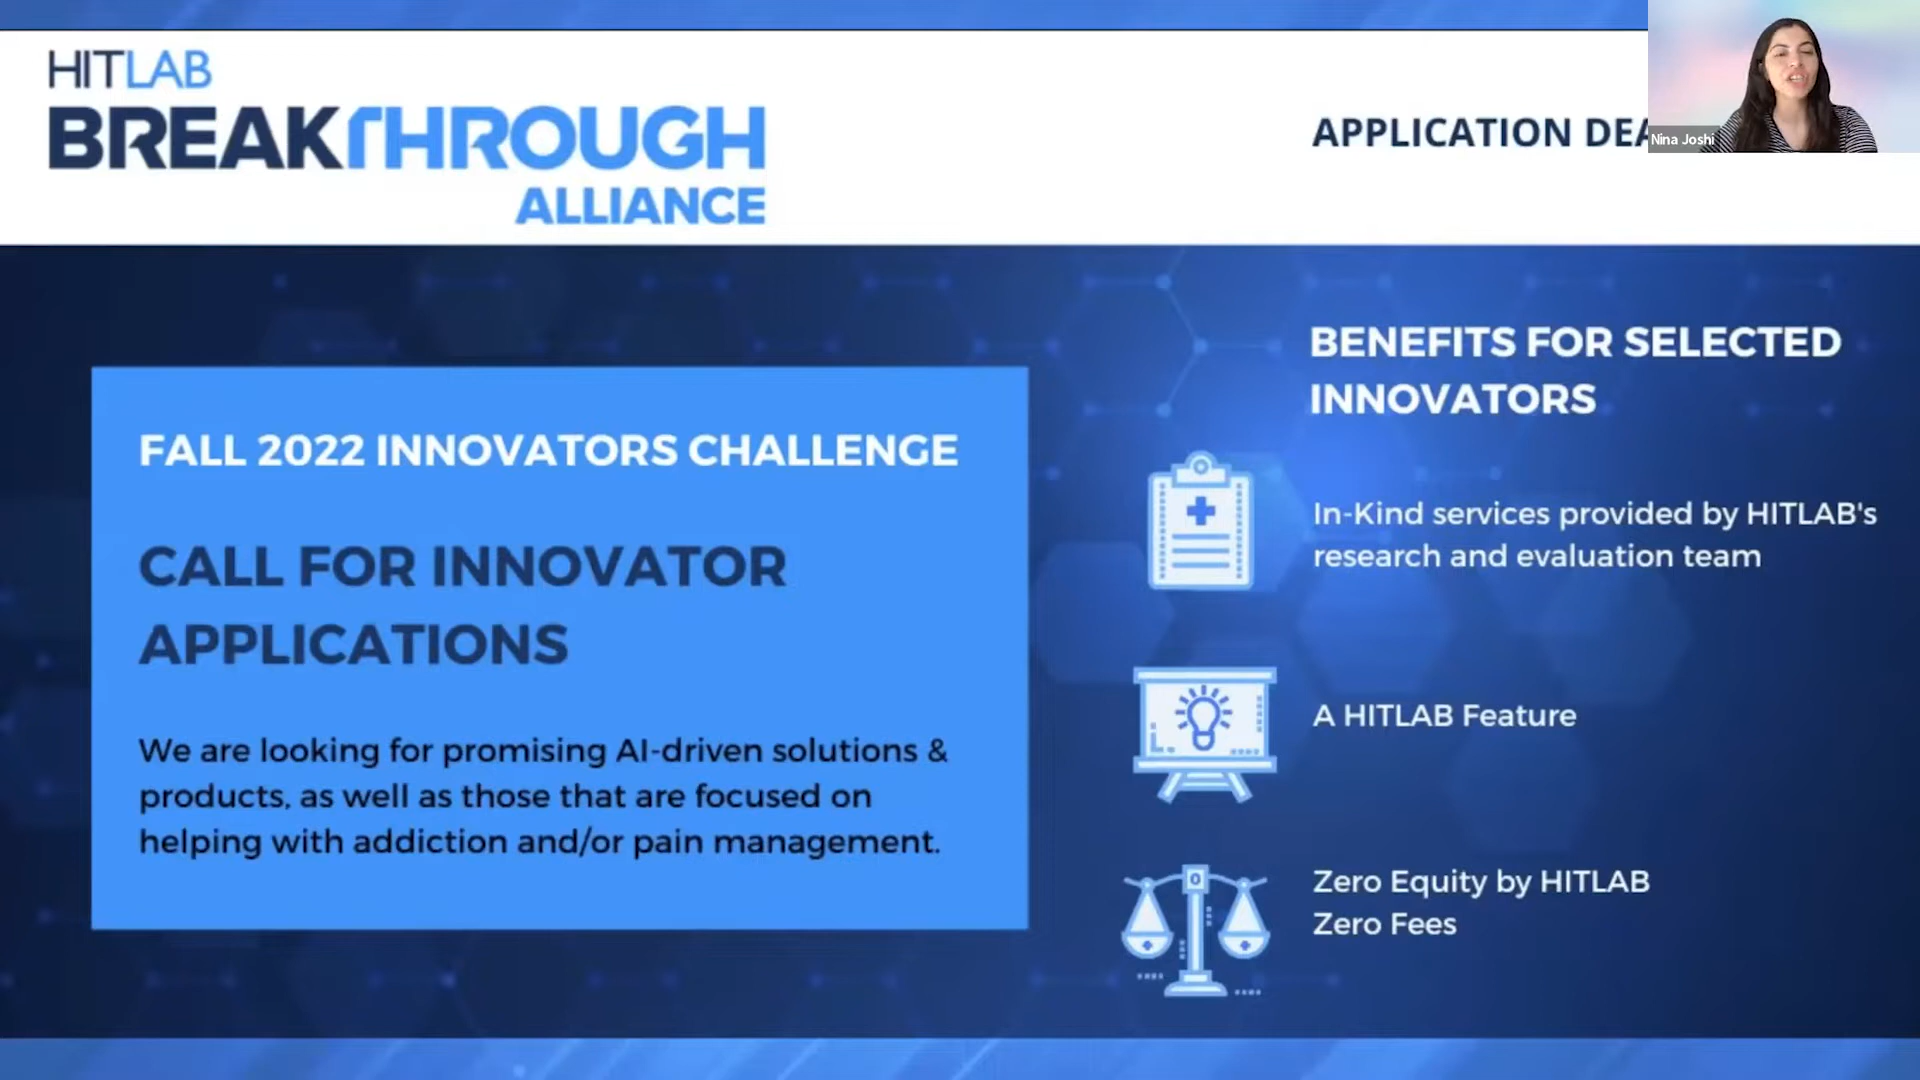 HITLAB
BREAKTHROUGH
ALLIANCE
APPLICATION
Nina Joshi
FALL 2022 INNOVATORS CHALLENGE
CALL FOR INNOVATOR
APPLICATIONS
We are looking for promising AI-driven solutions &
products, as well as those that are focused on
helping with addiction and/or pain management.
BENEFITS FOR SELECTED
INNOVATORS
In-Kind services provided by HITLAB's
research and evaluation team
A HITLAB Feature
0
Zero Equity by HITLAB
Zero Fees